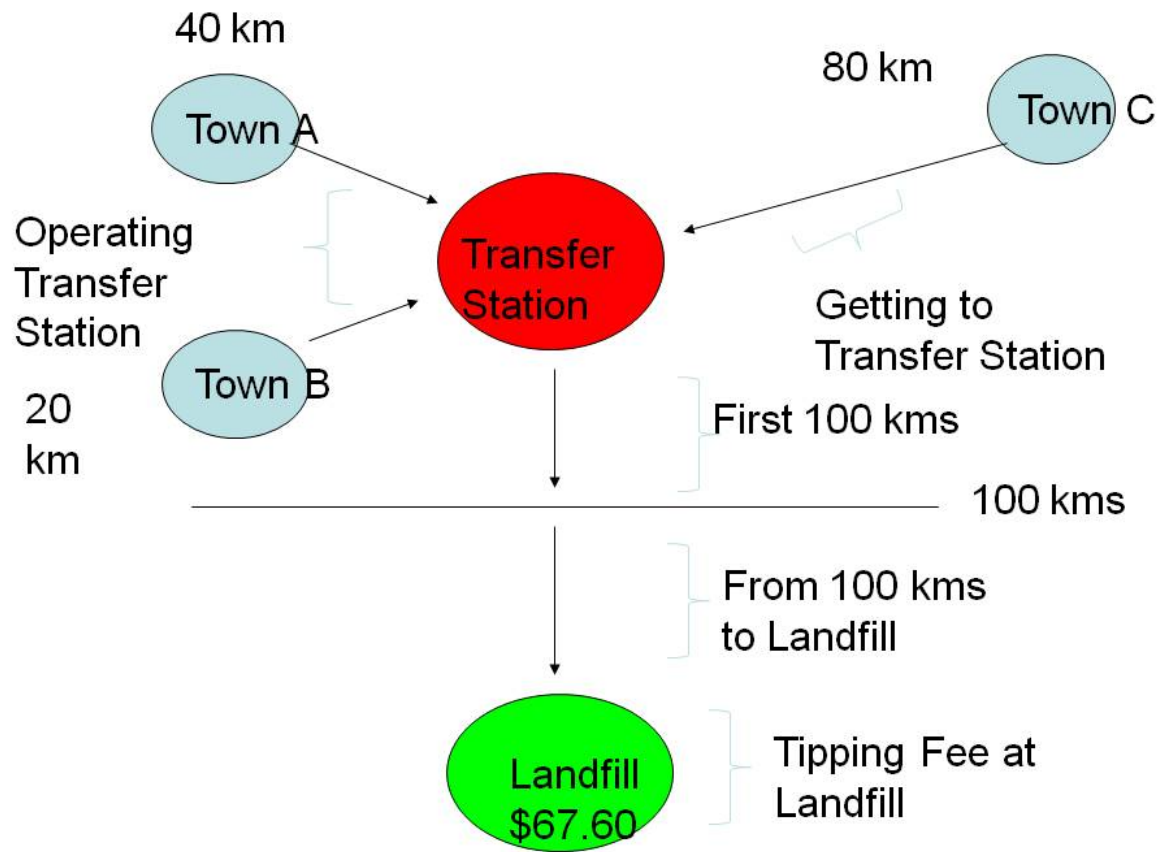 40 km
Town A
80 km
Town C
Operating
Transfer
Station
Transfer
Station
Getting to
Transfer Station
Town B
20
km
First 100 kms
100 kms
From 100 kms
to Landfill
Landfill
$67.60
Tipping Fee at
Landfill